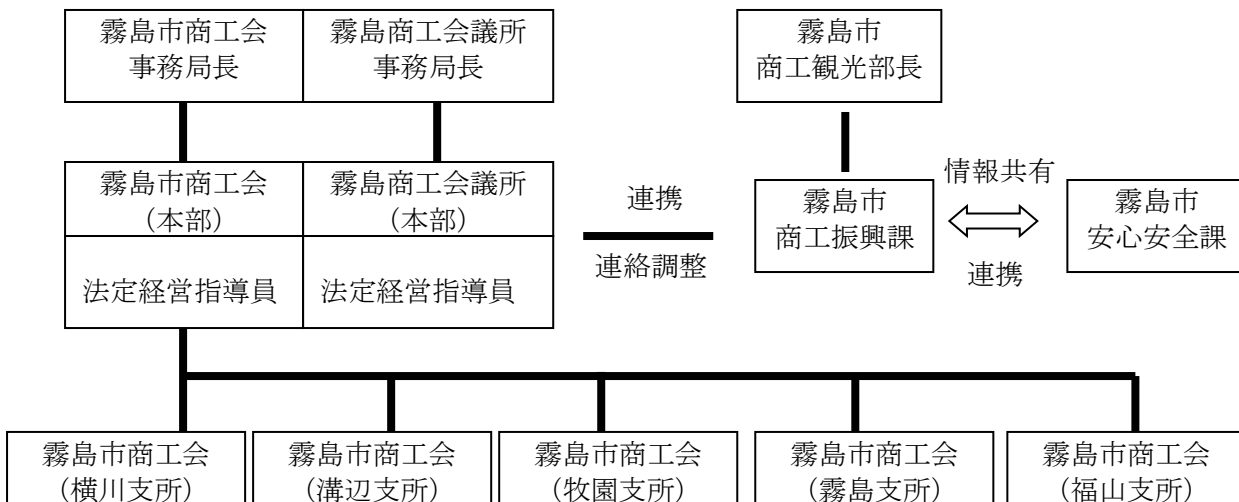 霧島市商工会
事務局長
霧島商工会議所
事務局長
霧島市
商工観光部長
霧島市商工会
（本部）
霧島商工会議所
（本部）
法定経営指導員
法定経営指導員
連携
連絡調整
霧島市
商工振興課
情報共有
連携
霧島市
安心安全課
霧島市商工会
（横川支所）
霧島市商工会
（溝辺支所）
霧島市商工会
（牧園支所）
霧島市商工会
（霧島支所）
霧島市商工会
（福山支所）